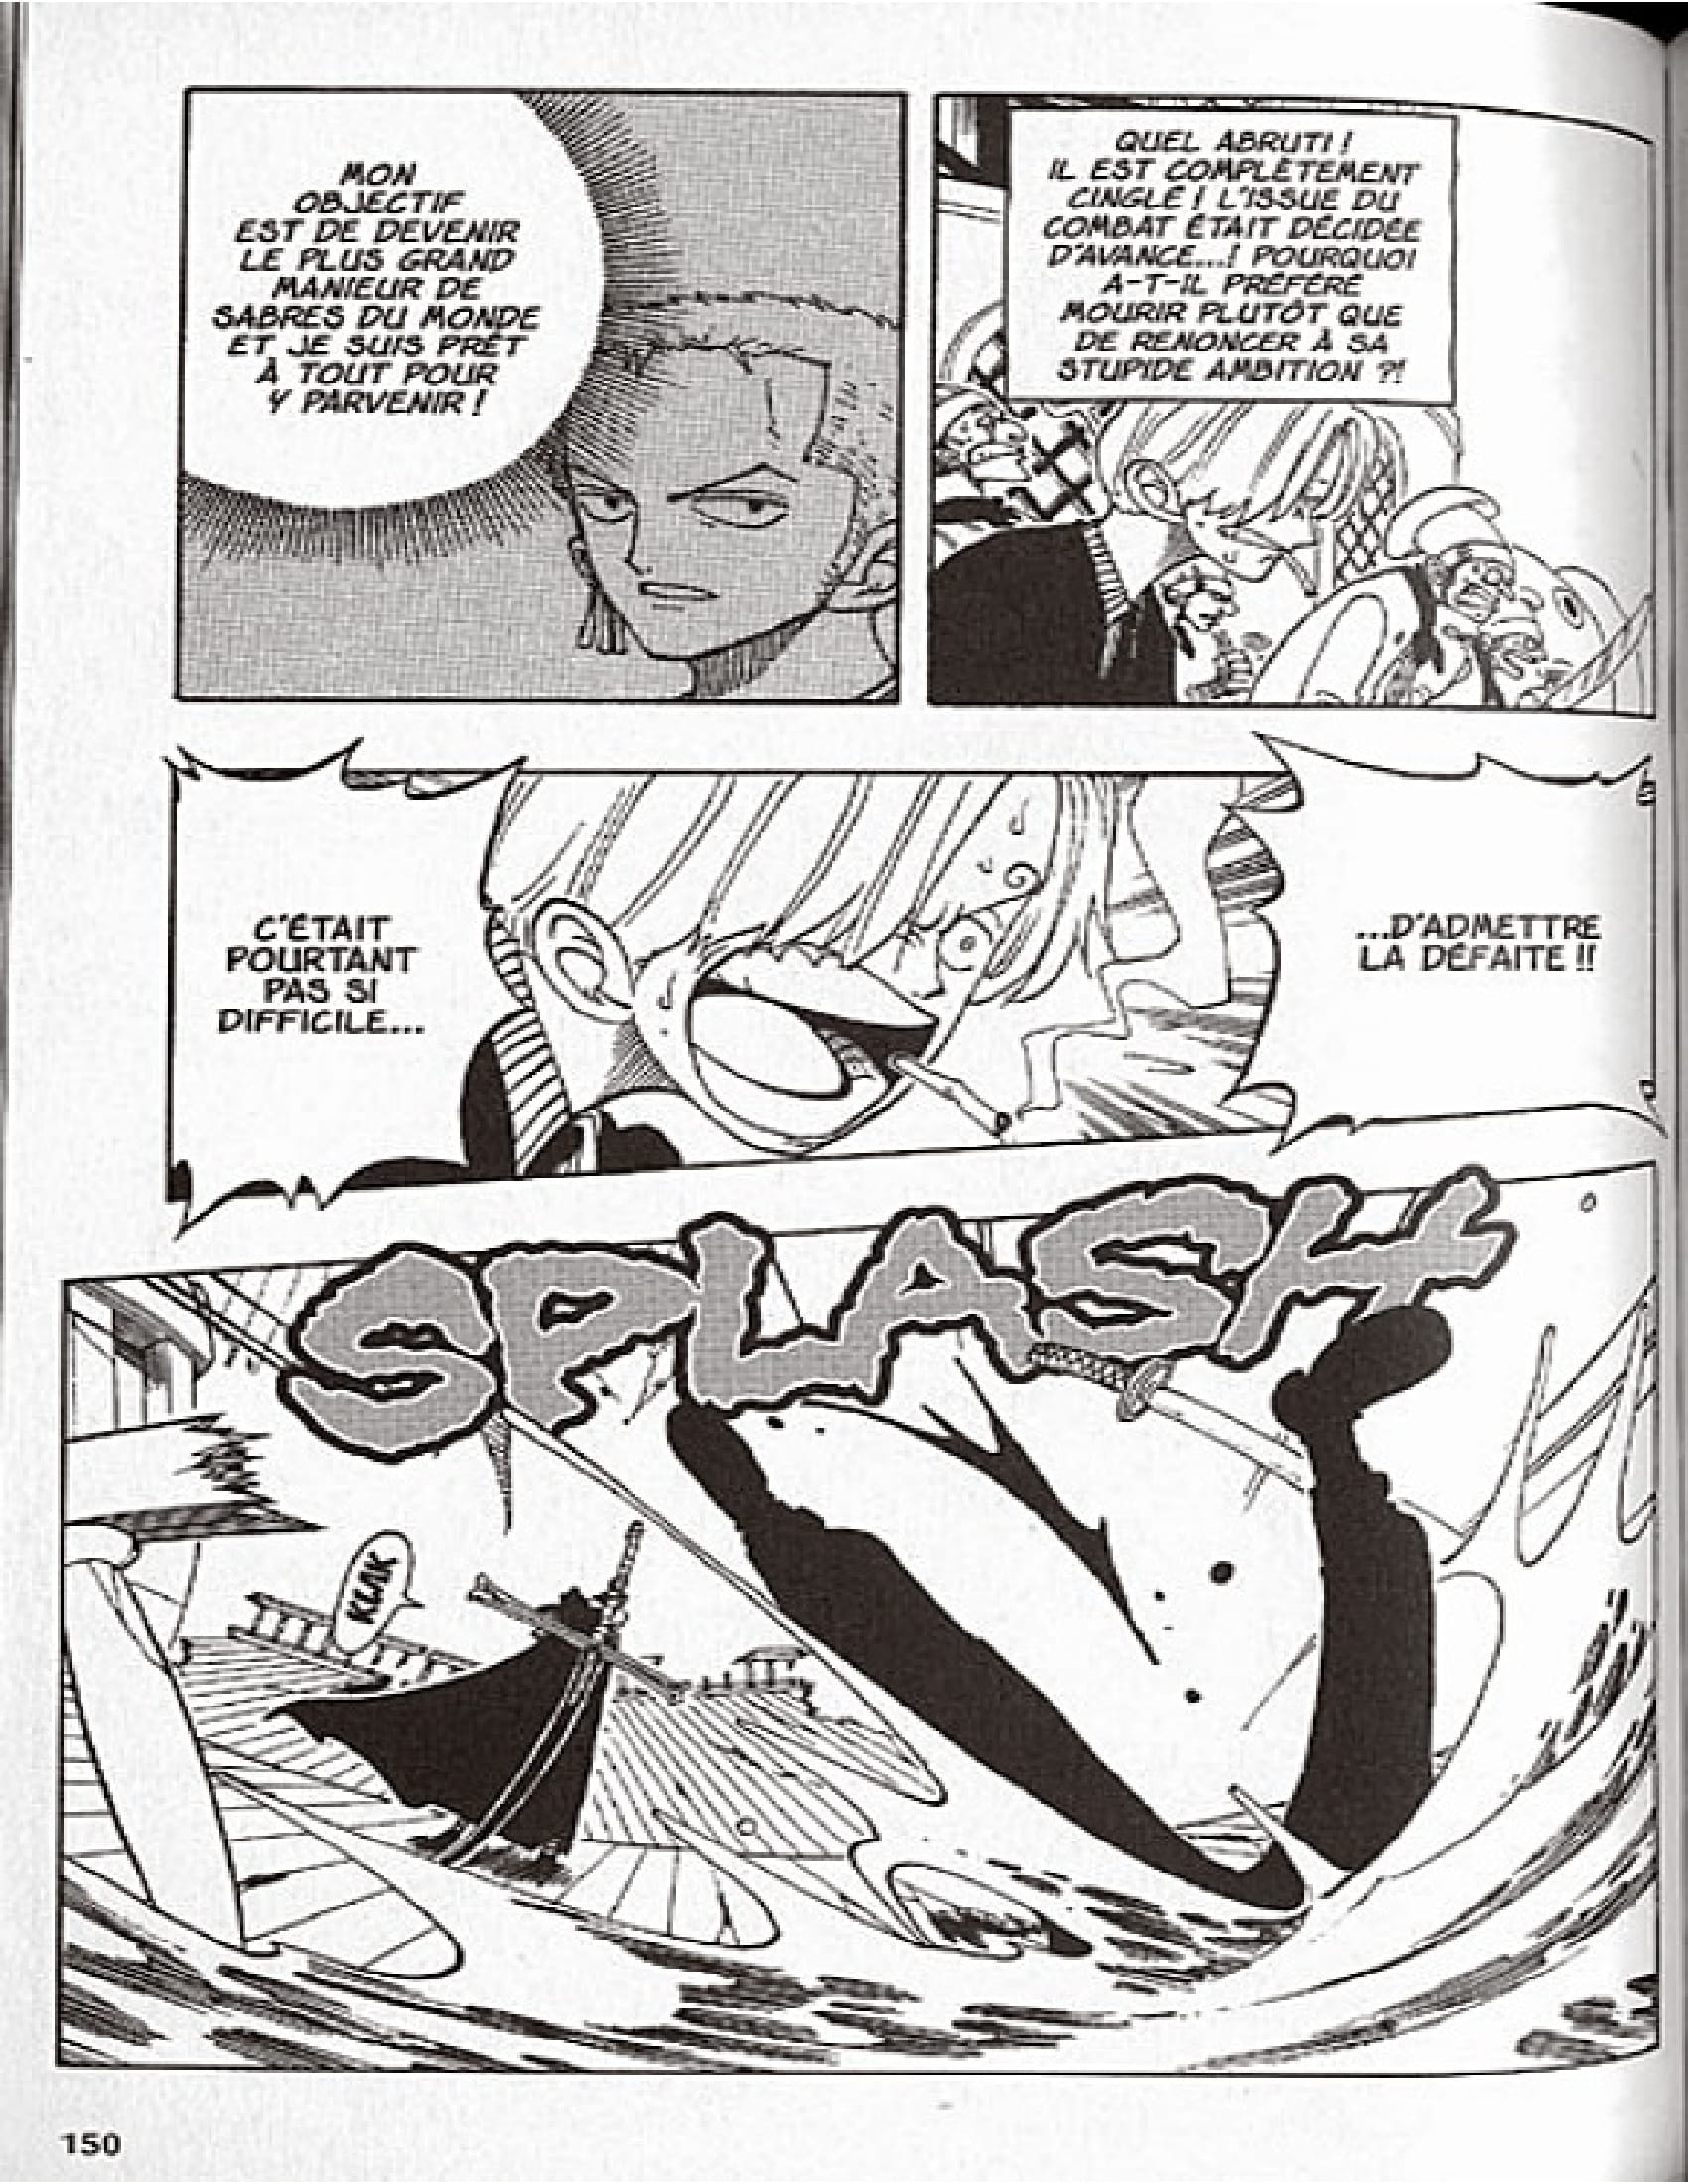 MON
OBJECTIF
EST DE DEVENIR
LE PLUS GRAND
MANIEUR DE
SABRES DU MONDE
ET JE SUIS PRÊT
À TOUT POUR
Y PARVENIR !
QUEL ABRUTI !
IL EST COMPLÈTEMENT
CINGLÉ ! L'ISSUE DU
COMBAT ÉTAIT DÉCIDÉE
D'AVANCE...! POURQUOI
A-T-IL PRÉFÉRÉ
MOURIR PLUTÔT QUE
DE RENONCER À SA
STUPIDE AMBITION ?!
C'ÉTAIT
POURTANT
PAS SI
DIFFICILE...
...D'ADMETTRE
LA DÉFAITE !!
SPLASH
KLAK
150